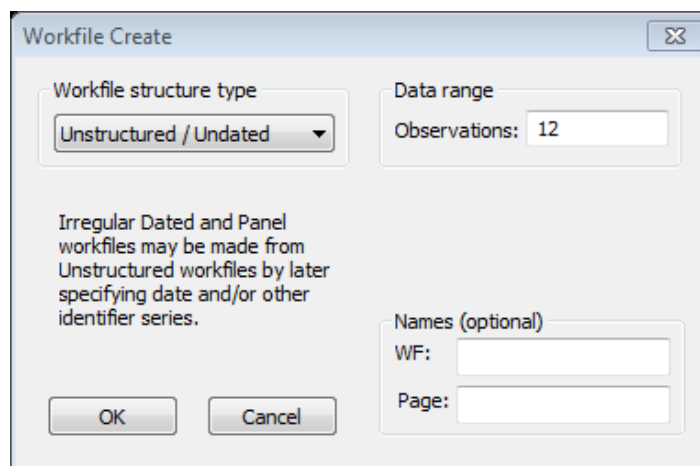 Workfile Create
Workfile structure type
Unstructured / Undated
Data range
Observations: 12
Irregular Dated and Panel
workfiles may be made from
Unstructured workfiles by later
specifying date and/or other
identifier series.
Names (optional)
WF:
Page:
OK
Cancel